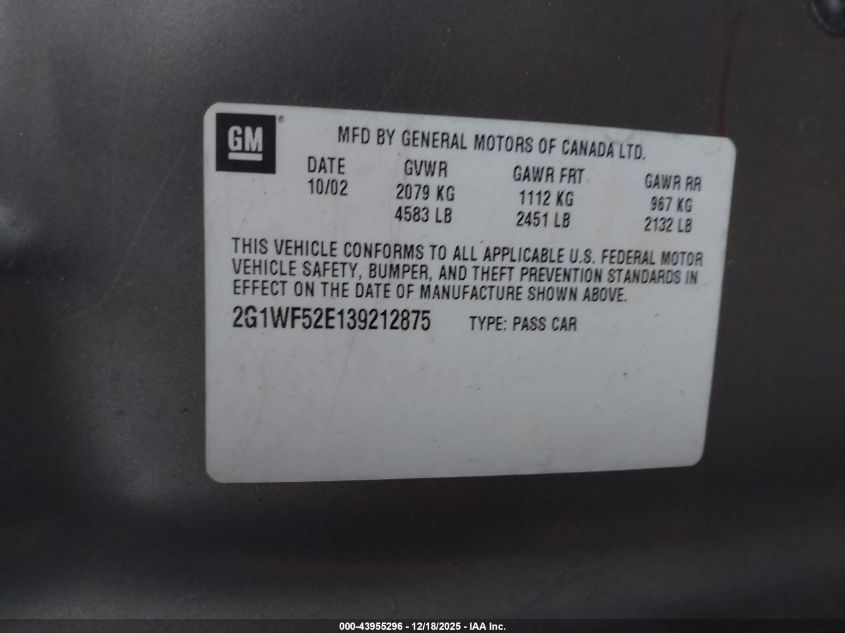 GM
MFD BY GENERAL MOTORS OF CANADA LTD.
DATE GVWR GAWR FRT GAWR RR
10/02 2079 KG 1112 KG 967 KG
4583 LB 2451 LB 2132 LB
THIS VEHICLE CONFORMS TO ALL APPLICABLE U.S. FEDERAL MOTOR
VEHICLE SAFETY, BUMPER, AND THEFT PREVENTION STANDARDS IN
EFFECT ON THE DATE OF MANUFACTURE SHOWN ABOVE.
2G1WF52E139212875 TYPE: PASS CAR
000-43955296 - 12/18/2025 - IAA Inc.